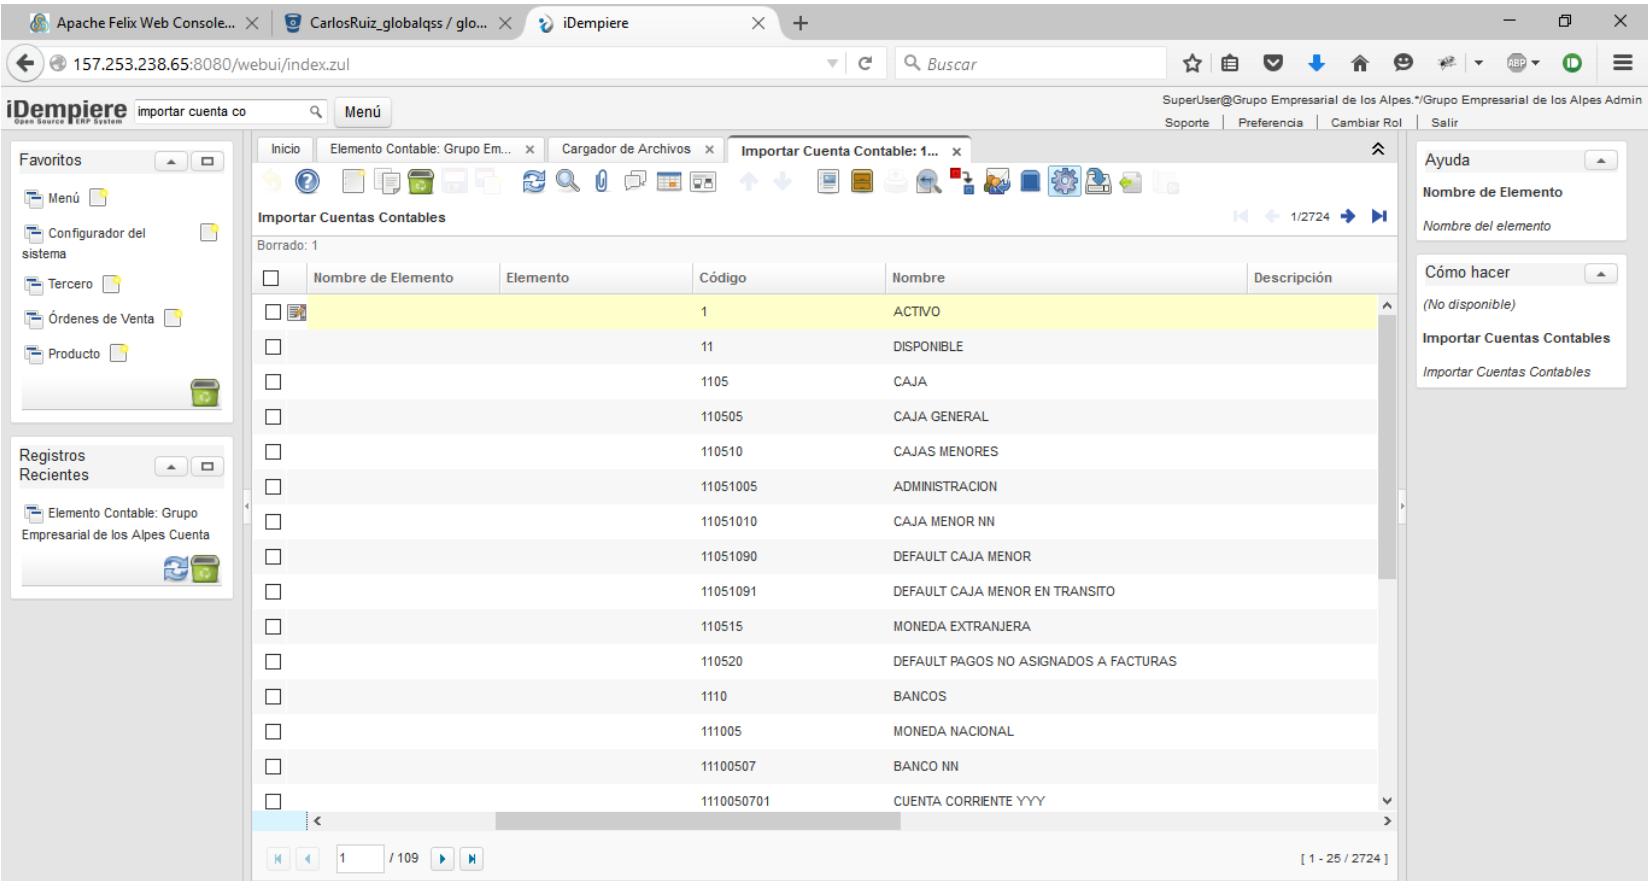 Apache Felix Web Console...
CarlosRuiz_globalqss / glo...
iDempiere
157.253.238.65:8080/webui/index.zul
Buscar
ABP
iDempiere
Open Source ERP System
importar cuenta co
Menú
SuperUser@Grupo Empresarial de los Alpes.*/Grupo Empresarial de los Alpes Admin
Soporte | Preferencia | Cambiar Rol | Salir
Favoritos
Menú
Configurador del
sistema
Tercero
Órdenes de Venta
Producto
Registros
Recientes
Elemento Contable: Grupo
Empresarial de los Alpes Cuenta
Inicio
Elemento Contable: Grupo Em...
Cargador de Archivos
Importar Cuenta Contable: 1...
Importar Cuentas Contables
1/2724
Borrado: 1
Nombre de Elemento Elemento Código Nombre Descripción
1 ACTIVO
11 DISPONIBLE
1105 CAJA
110505 CAJA GENERAL
110510 CAJAS MENORES
11051005 ADMINISTRACION
11051010 CAJA MENOR NN
11051090 DEFAULT CAJA MENOR
11051091 DEFAULT CAJA MENOR EN TRANSITO
110515 MONEDA EXTRANJERA
110520 DEFAULT PAGOS NO ASIGNADOS A FACTURAS
1110 BANCOS
111005 MONEDA NACIONAL
11100507 BANCO NN
1110050701 CUENTA CORRIENTE YYY
1 / 109
[ 1 - 25 / 2724 ]
Ayuda
Nombre de Elemento
Nombre del elemento
Cómo hacer
(No disponible)
Importar Cuentas Contables
Importar Cuentas Contables